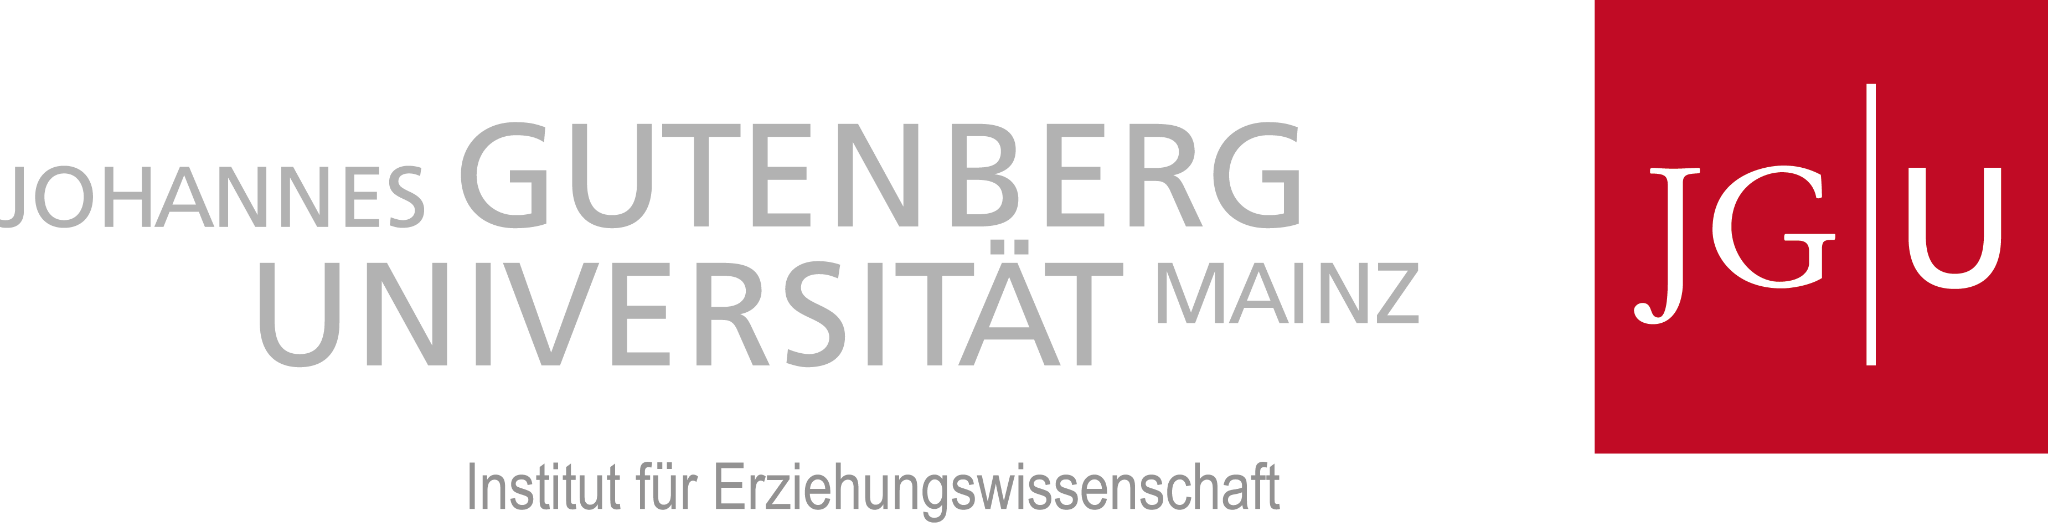 JOHANNES GUTENBERG
UNIVERSITÄT MAINZ
Institut für Erziehungswissenschaft
JG|U